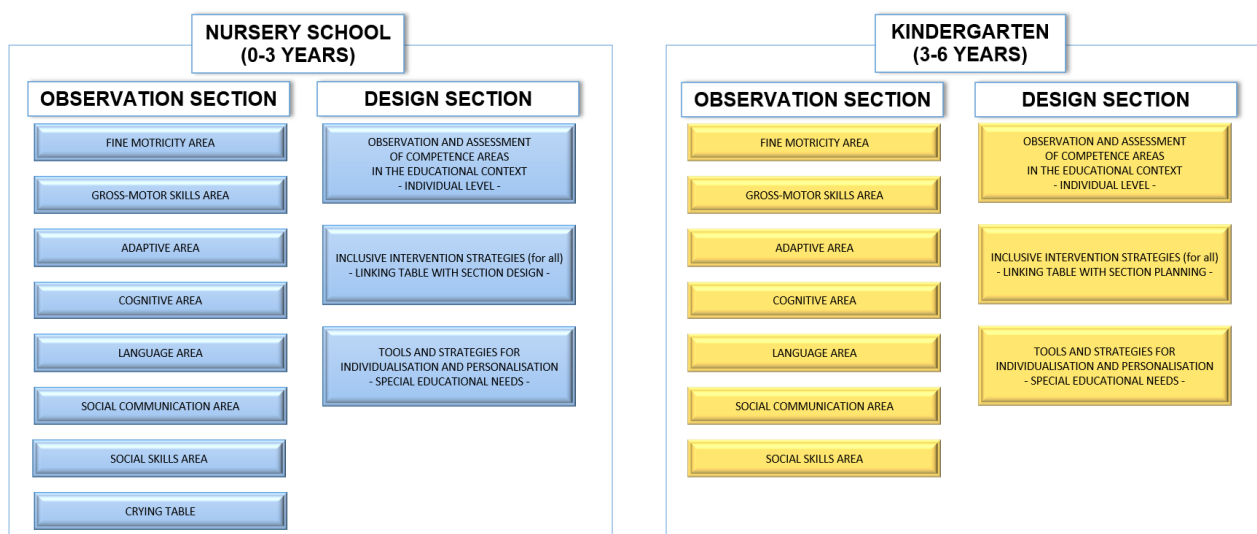 NURSERY SCHOOL
(0-3 YEARS)
OBSERVATION SECTION
FINE MOTRICITY AREA
GROSS-MOTOR SKILLS AREA
ADAPTIVE AREA
COGNITIVE AREA
LANGUAGE AREA
SOCIAL COMMUNICATION AREA
SOCIAL SKILLS AREA
CRYING TABLE
DESIGN SECTION
OBSERVATION AND ASSESSMENT
OF COMPETENCE AREAS
IN THE EDUCATIONAL CONTEXT
- INDIVIDUAL LEVEL -
INCLUSIVE INTERVENTION STRATEGIES (for all)
- LINKING TABLE WITH SECTION DESIGN -
TOOLS AND STRATEGIES FOR
INDIVIDUALISATION AND PERSONALISATION
- SPECIAL EDUCATIONAL NEEDS -
KINDERGARTEN
(3-6 YEARS)
OBSERVATION SECTION
FINE MOTRICITY AREA
GROSS-MOTOR SKILLS AREA
ADAPTIVE AREA
COGNITIVE AREA
LANGUAGE AREA
SOCIAL COMMUNICATION AREA
SOCIAL SKILLS AREA
DESIGN SECTION
OBSERVATION AND ASSESSMENT
OF COMPETENCE AREAS
IN THE EDUCATIONAL CONTEXT
- INDIVIDUAL LEVEL -
INCLUSIVE INTERVENTION STRATEGIES (for all)
- LINKING TABLE WITH SECTION PLANNING -
TOOLS AND STRATEGIES FOR
INDIVIDUALISATION AND PERSONALISATION
- SPECIAL EDUCATIONAL NEEDS -